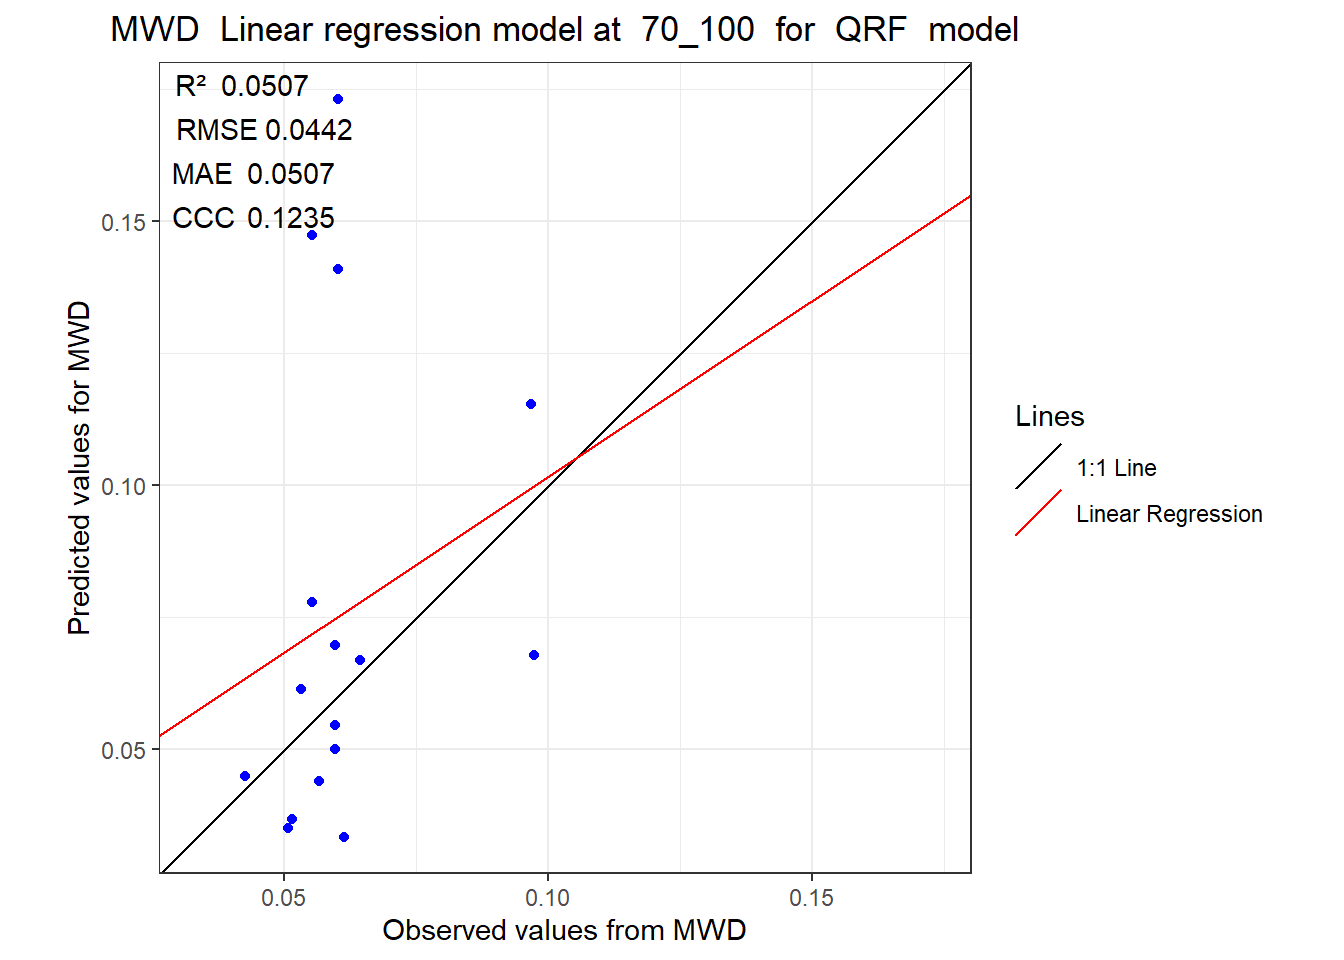 MWD Linear regression model at 70_100 for QRF model
R² 0.0507
RMSE 0.0442
MAE 0.0507
CCC 0.1235
0.15
0.10
0.05
Predicted values for MWD
0.05 0.10 0.15
Observed values from MWD
Lines
1:1 Line
Linear Regression